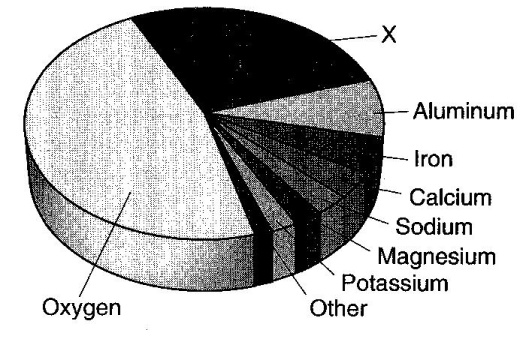 X
Aluminum
Iron
Calcium
Sodium
Magnesium
Potassium
Other
Oxygen